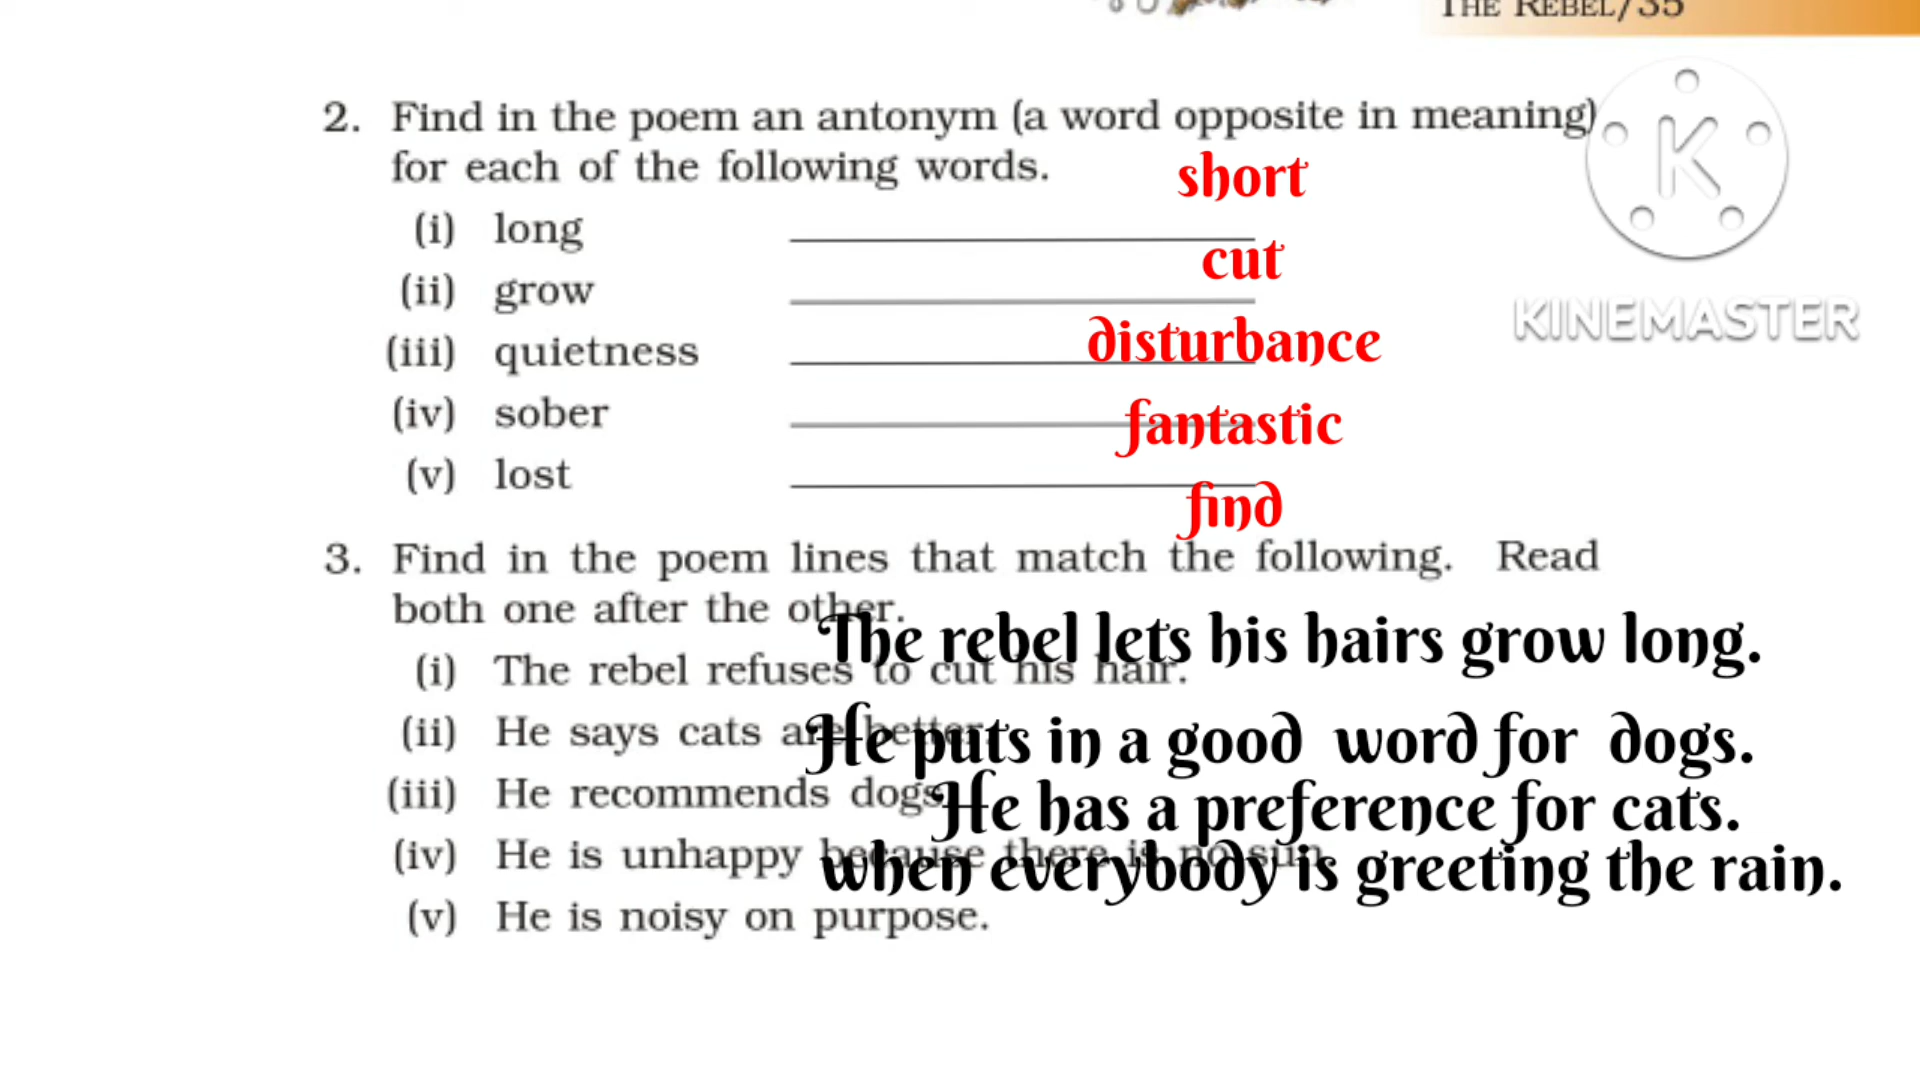 THE REBEL/35
2. Find in the poem an antonym (a word opposite in meaning)
for each of the following words.
short
(i) long
cut
(ii) grow
disturbance
(iii) quietness
fantastic
(iv) sober
(v) lost
find
3. Find in the poem lines that match the following. Read
both one after the other.
The rebel lets his hairs grow long.
(i) The rebel refuses to cut his hair.
(ii) He says cats are better.
He puts in a good word for dogs.
(iii) He recommends dogs.
He has a preference for cats.
(iv) He is unhappy because there is no sun.
when everybody is greeting the rain.
(v) He is noisy on purpose.
K
KINEMASTER